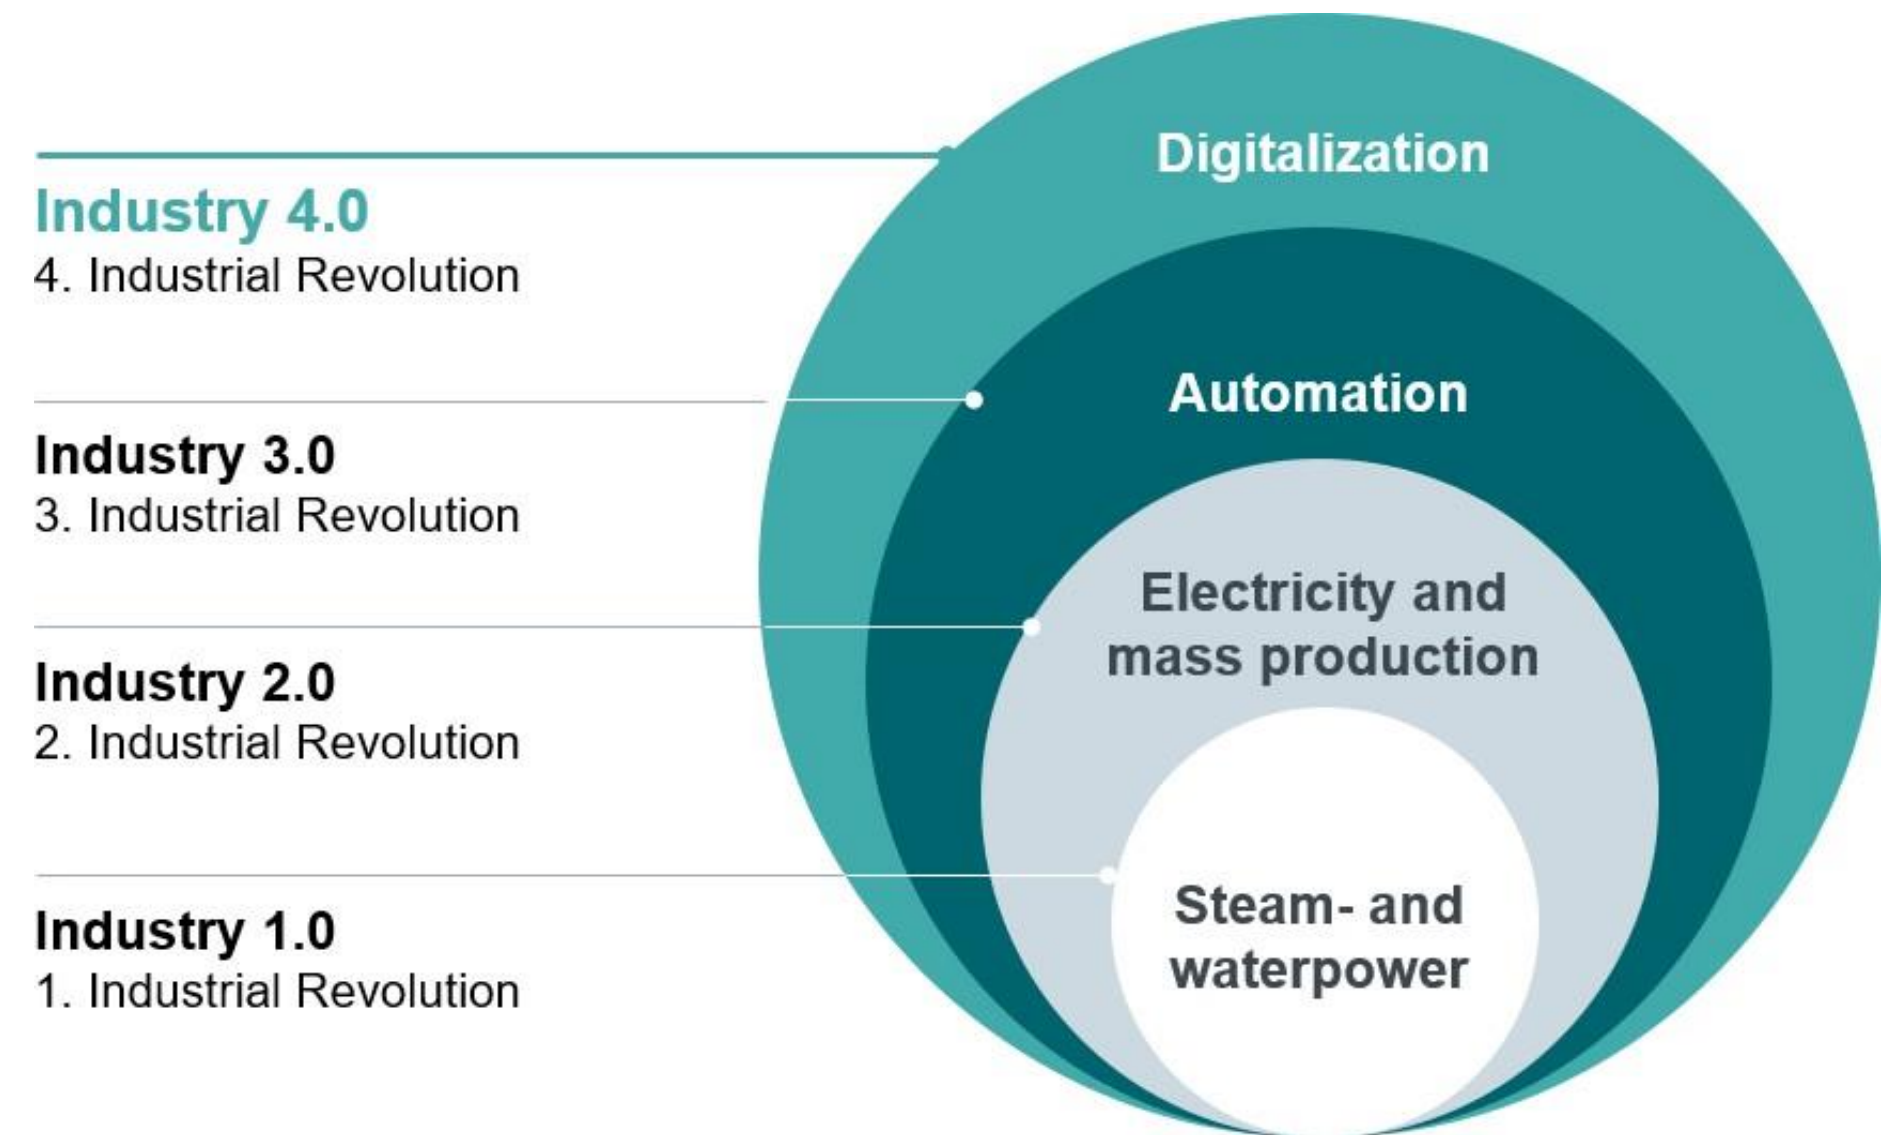 Digitalization
Industry 4.0
4. Industrial Revolution
Automation
Industry 3.0
3. Industrial Revolution
Electricity and
mass production
Industry 2.0
2. Industrial Revolution
Steam- and
waterpower
Industry 1.0
1. Industrial Revolution